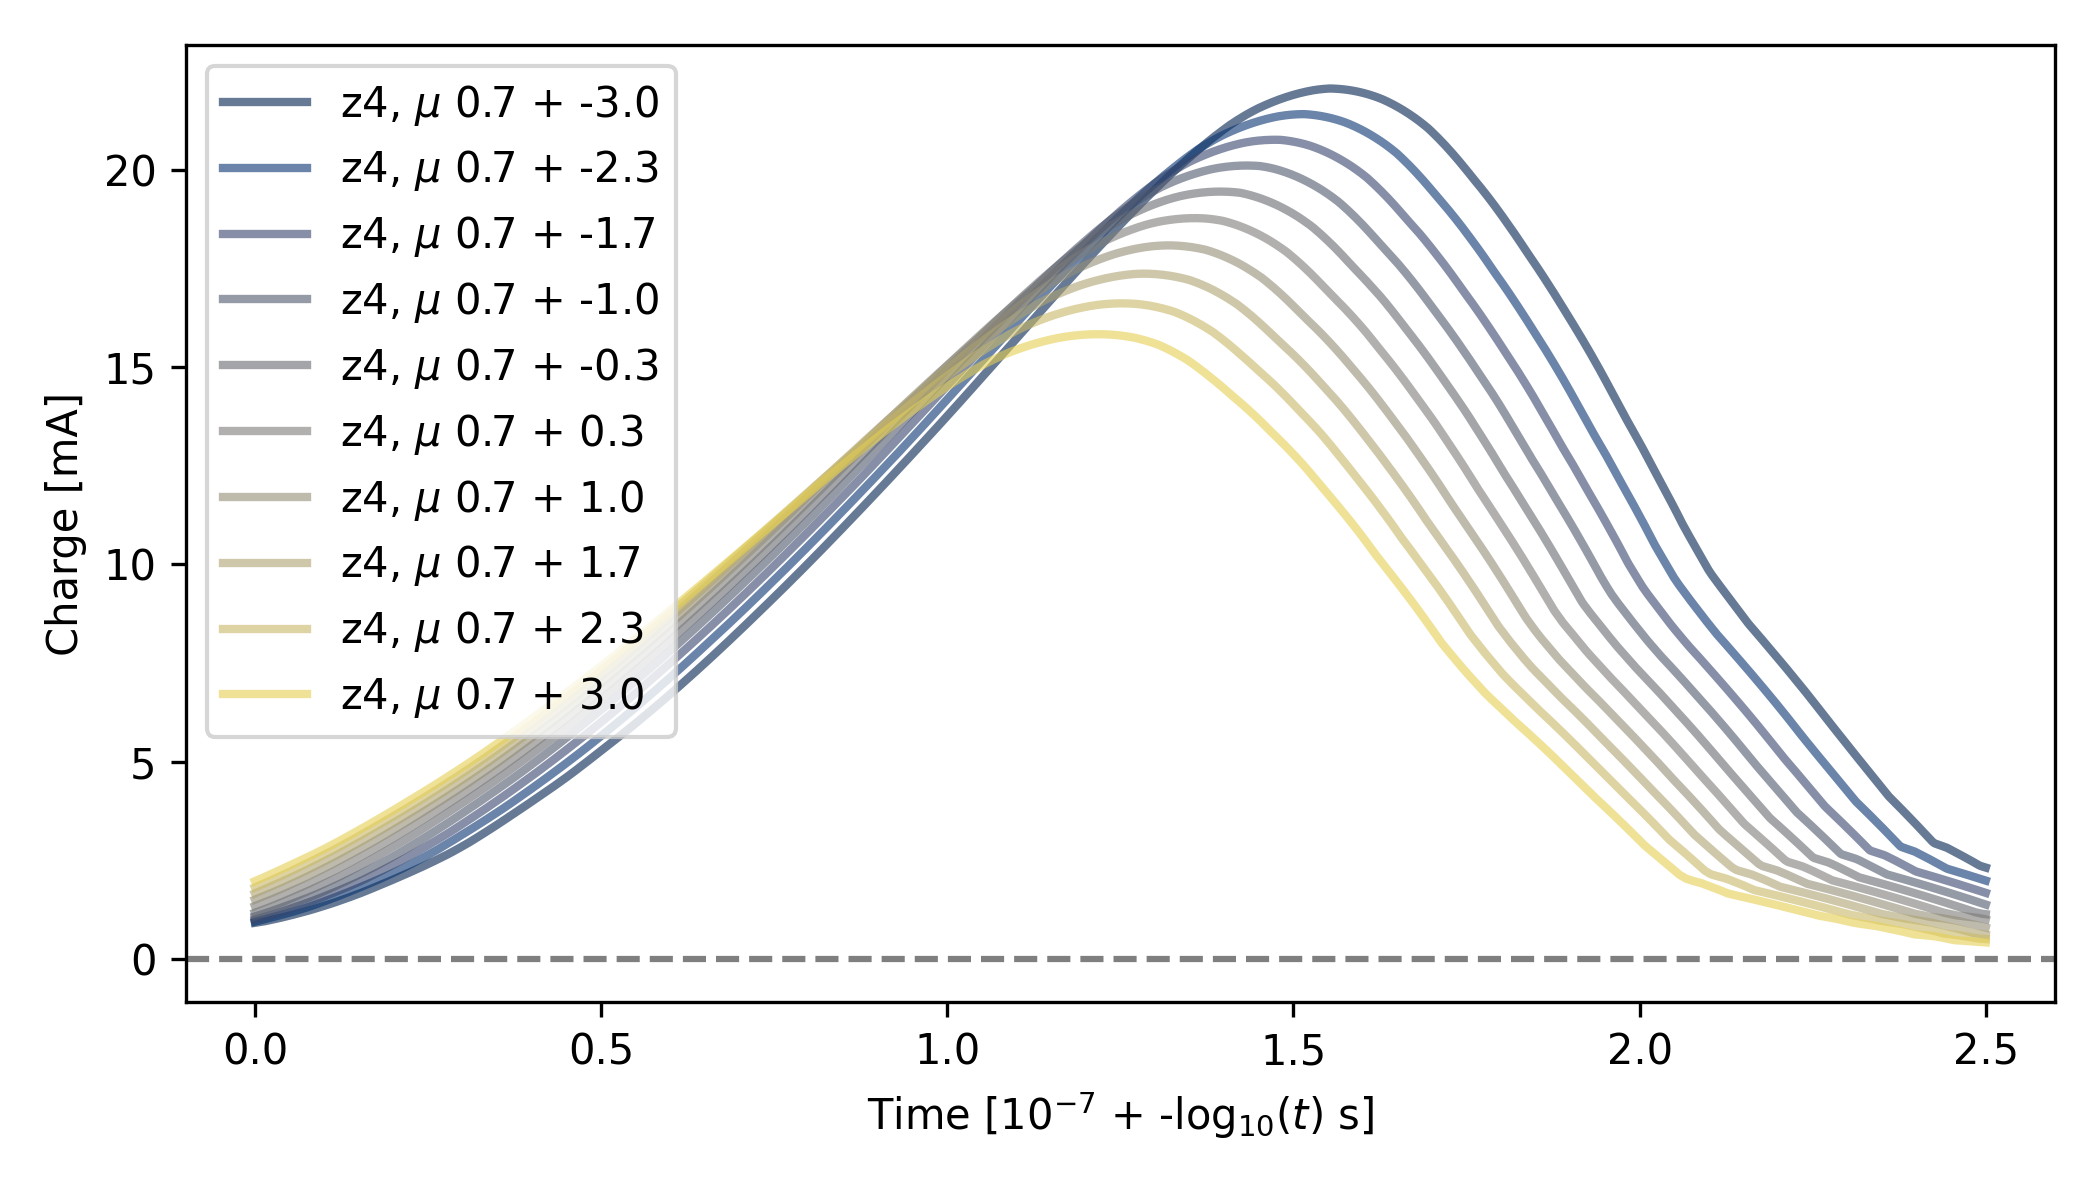 z4, μ 0.7 + -3.0
z4, μ 0.7 + -2.3
z4, μ 0.7 + -1.7
z4, μ 0.7 + -1.0
z4, μ 0.7 + -0.3
z4, μ 0.7 + 0.3
z4, μ 0.7 + 1.0
z4, μ 0.7 + 1.7
z4, μ 0.7 + 2.3
z4, μ 0.7 + 3.0
Charge [mA]
20
15
10
5
0
0.0 0.5 1.0 1.5 2.0 2.5
Time [10⁻⁷ + -log₁₀(t) s]